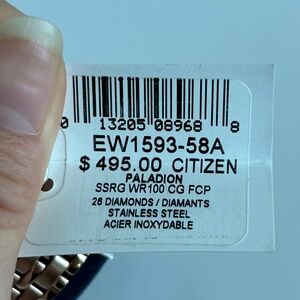 0 13205 08968 8
EW1593-58A
$ 495.00 CITIZEN
PALADION
SSRG WR100 CG FCP
26 DIAMONDS / DIAMANTS
STAINLESS STEEL
ACIER INOXYDABLE